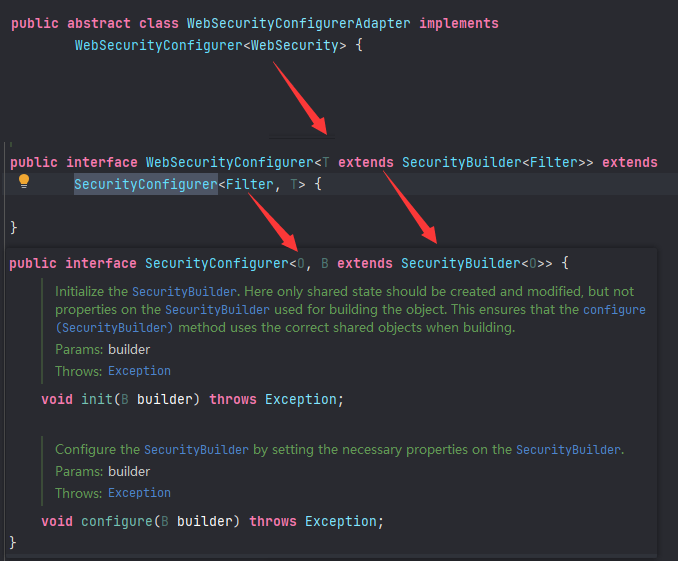 public abstract class WebSecurityConfigurerAdapter implements
WebSecurityConfigurer<WebSecurity> {
public interface WebSecurityConfigurer<T extends SecurityBuilder<Filter>> extends
SecurityConfigurer<Filter, T> {
}
public interface SecurityConfigurer<O, B extends SecurityBuilder<O>> {
Initialize the SecurityBuilder. Here only shared state should be created and modified, but not
properties on the SecurityBuilder used for building the object. This ensures that the configure
(SecurityBuilder) method uses the correct shared objects when building.
Params: builder
Throws: Exception
void init(B builder) throws Exception;
Configure the SecurityBuilder by setting the necessary properties on the SecurityBuilder.
Params: builder
Throws: Exception
void configure(B builder) throws Exception;
}